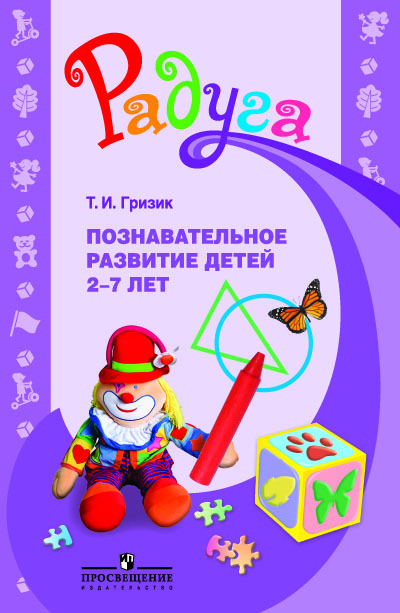 Радуга
Т. И. Гризик
ПОЗНАВАТЕЛЬНОЕ
РАЗВИТИЕ ДЕТЕЙ
2–7 ЛЕТ
ПРОСВЕЩЕНИЕ
ИЗДАТЕЛЬСТВО